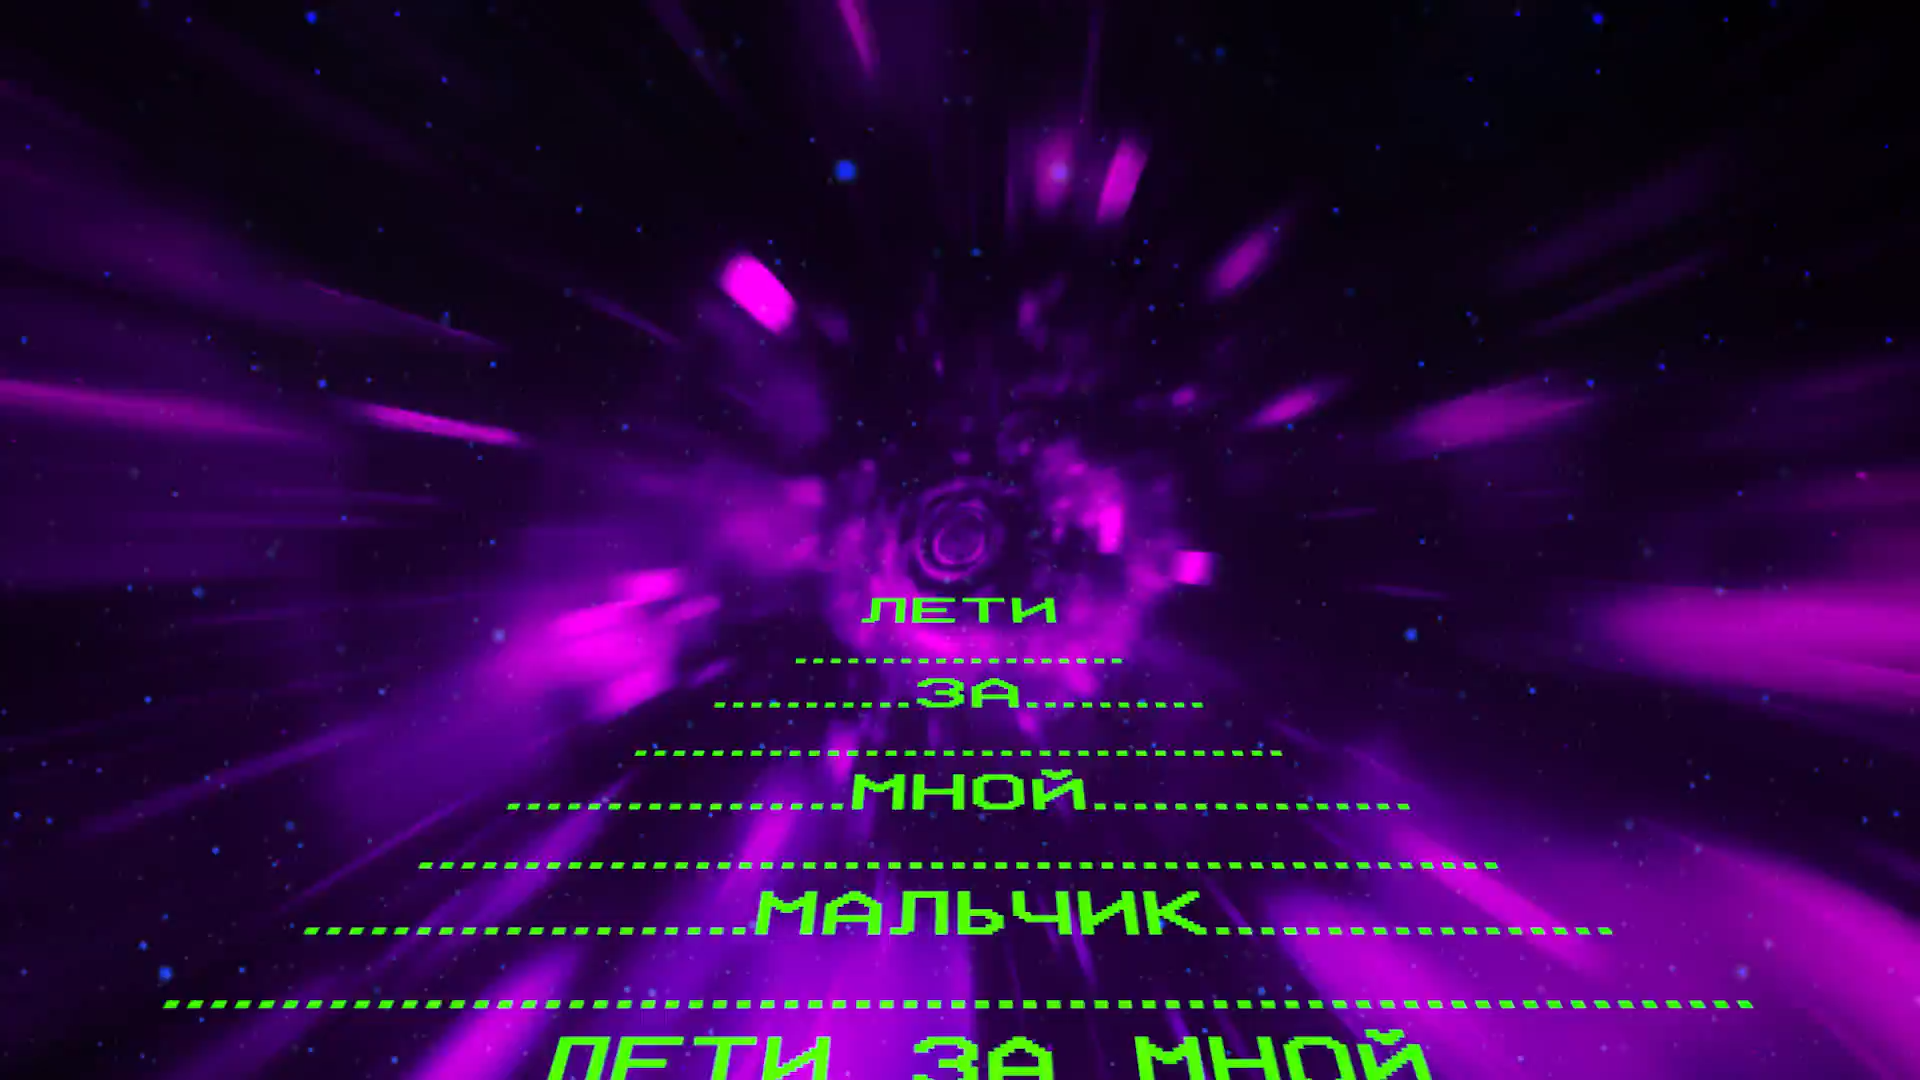 ЛЕТИ
...................
...........ЗА..........
...............................
................МНОЙ...............
...................................................
....................МАЛЬЧИК..................
...................................................................
ЛЕТИ ЗА МНОЙ